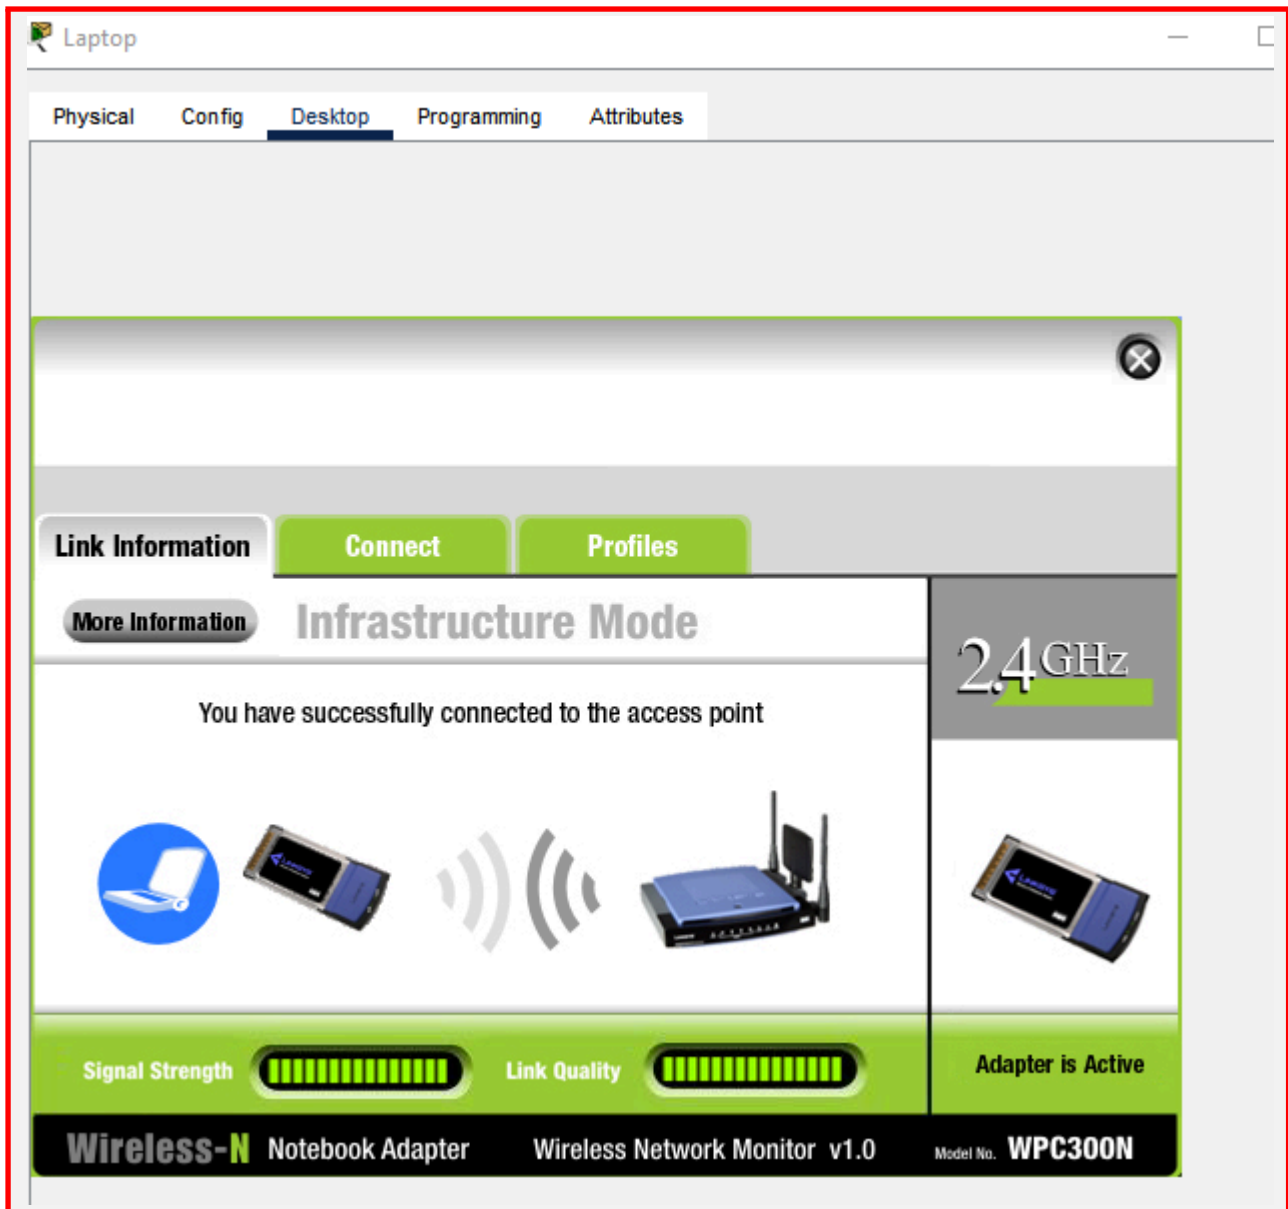 Laptop
Physical Config Desktop Programming Attributes
Link Information Connect Profiles
More Information Infrastructure Mode
2.4GHz
You have successfully connected to the access point
Signal Strength Link Quality Adapter is Active
Wireless-N Notebook Adapter Wireless Network Monitor v1.0 Model No. WPC300N